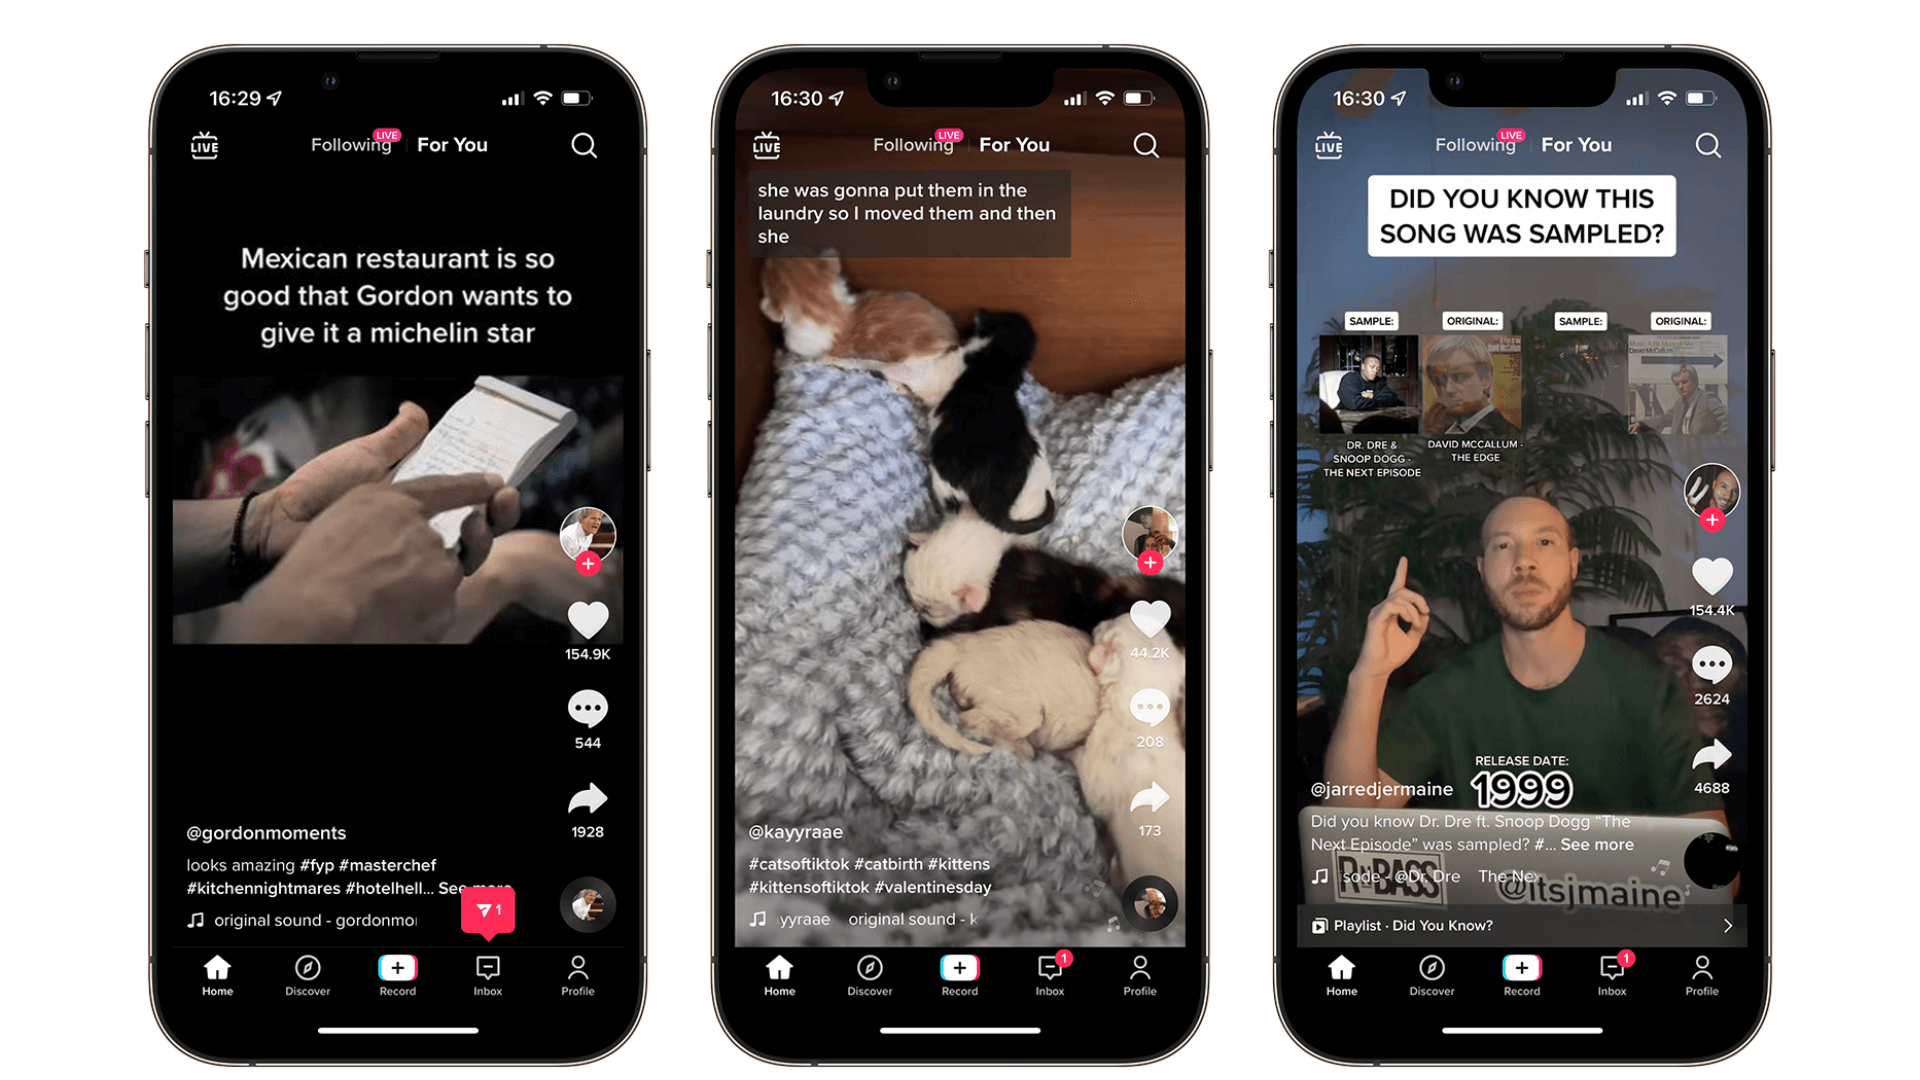 16:29
LIVE
Following LIVE
For You
Mexican restaurant is so
good that Gordon wants to
give it a michelin star
154.9K
544
1928
@gordonmoments
looks amazing #fyp #masterchef
#kitchennightmares #hotelhell... See more
original sound - gordonmo
1
Home
Discover
Record
Inbox
Profile
16:30
LIVE
Following LIVE
For You
she was gonna put them in the
laundry so I moved them and then
she
44.2K
208
173
@kayyraae
#catsoftiktok #catbirth #kittens
#kittensoftiktok #valentinesday
yyraae original sound - k
Home
Discover
Record
1
Inbox
Profile
16:30
LIVE
Following LIVE
For You
DID YOU KNOW THIS
SONG WAS SAMPLED?
SAMPLE:
ORIGINAL:
SAMPLE:
ORIGINAL:
David McCallum
DR. DRE &
SNOOP DOGG -
THE NEXT EPISODE
DAVID MCCALLUM -
THE EDGE
154.4K
2624
4688
RELEASE DATE:
1999
@jarredjermaine
Did you know Dr. Dre ft. Snoop Dogg "The
Next Episode" was sampled? #... See more
R&BASS
sode - @Dr. Dre The Ne
@itsjmaine
Playlist · Did You Know?
Home
Discover
Record
1
Inbox
Profile